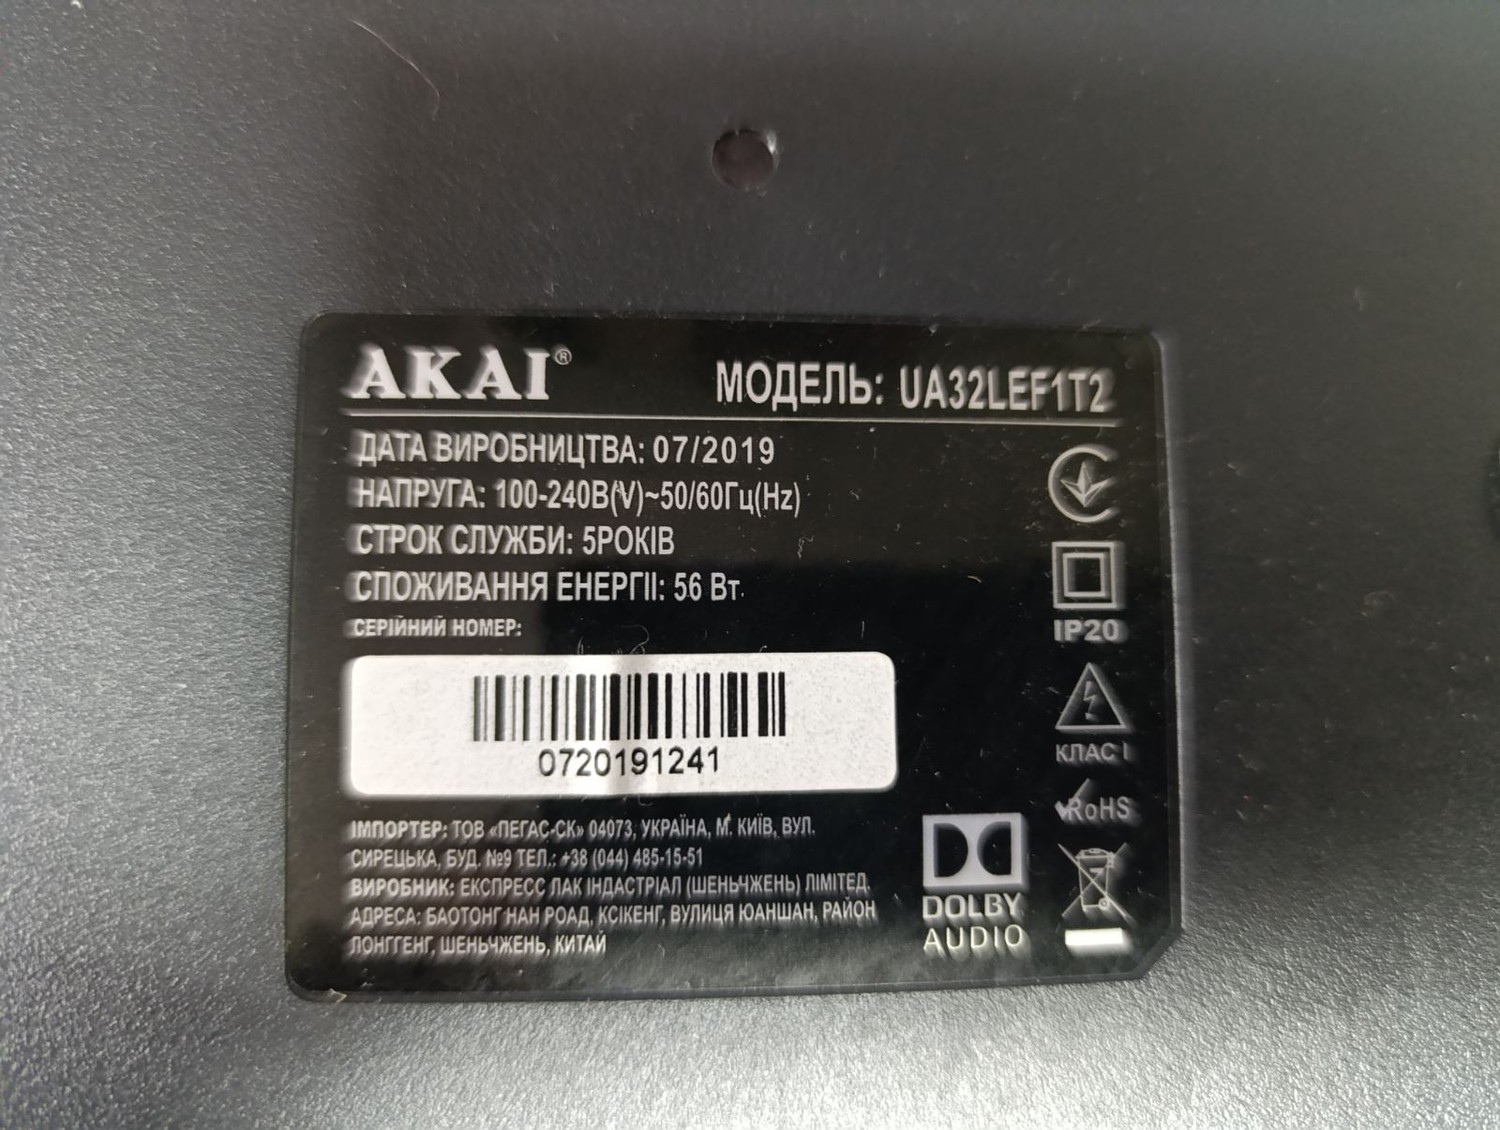 AKAI®
МОДЕЛЬ: UA32LEF1T2
ДАТА ВИРОБНИЦТВА: 07/2019
НАПРУГА: 100-240В(V)~50/60Гц(Hz)
СТРОК СЛУЖБИ: 5РОКІВ
СПОЖИВАННЯ ЕНЕРГІІ: 56 Вт.
СЕРІЙНИЙ НОМЕР:
0720191241
ІМПОРТЕР: ТОВ «ПЕГАС-СК» 04073, УКРАЇНА, М. КИЇВ, ВУЛ.
СИРЕЦЬКА, БУД. №9 ТЕЛ.: +38 (044) 485-15-51
ВИРОБНИК: ЕКСПРЕСС ЛАК ІНДАСТРІАЛ (ШЕНЬЧЖЕНЬ) ЛІМІТЕД.
АДРЕСА: БАОТОНГ НАН РОАД, КСІКЕНГ, ВУЛИЦЯ ЮАНШАН, РАЙОН
ЛОНГГЕНГ, ШЕНЬЧЖЕНЬ, КИТАЙ
IP20
КЛАС І
RoHS
DOLBY
AUDIO